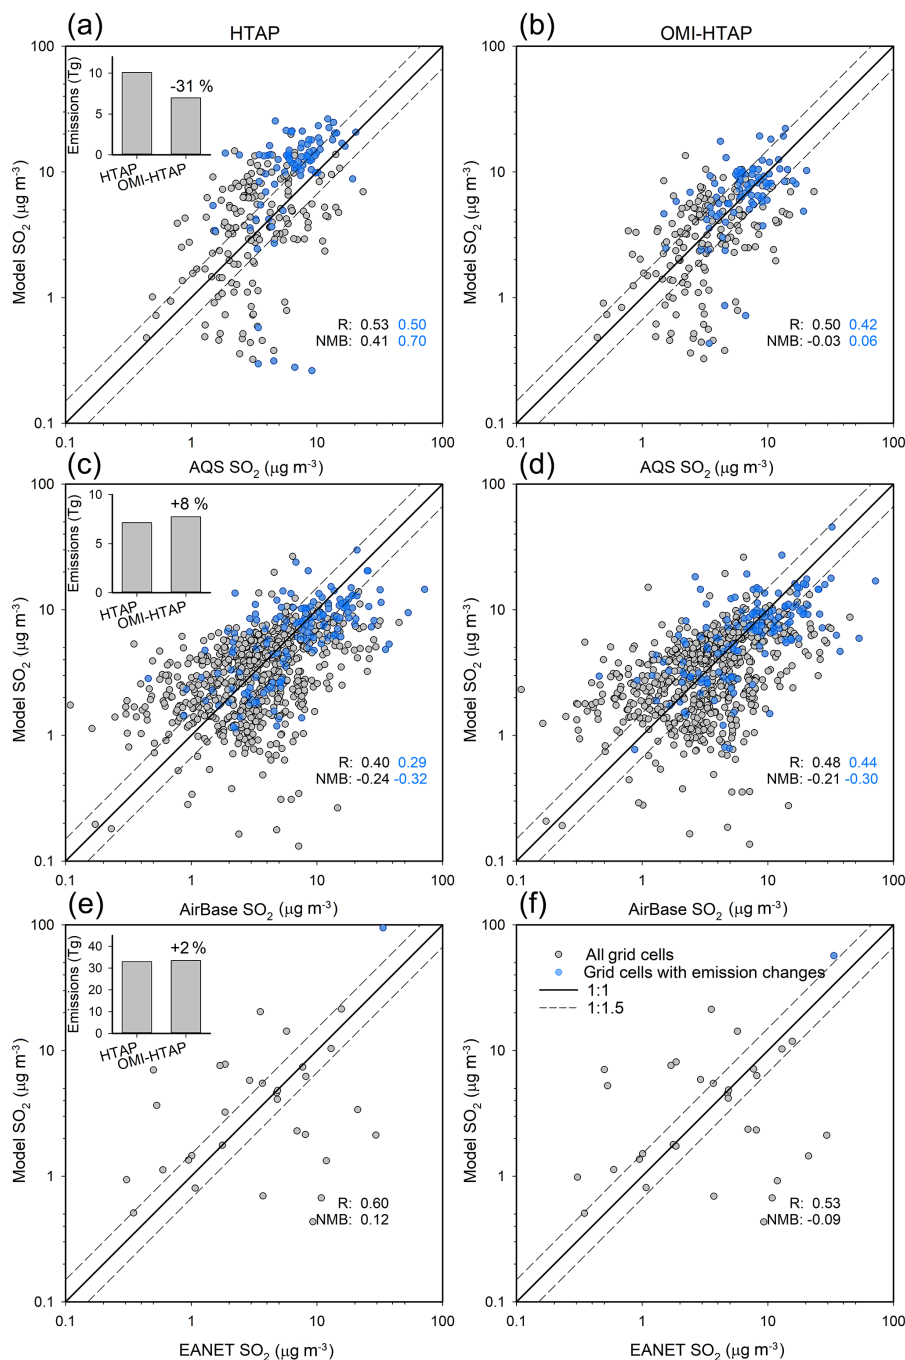 HTAP
OMI-HTAP
(a)
100
10
1
0.1
Model SO2 (µg m-3)
Emissions (Tg)
10
5
0
-31 %
HTAP
OMI-HTAP
R: 0.53 0.50
NMB: 0.41 0.70
0.1 1 10 100
AQS SO2 (µg m-3)
(b)
100
10
1
0.1
Model SO2 (µg m-3)
R: 0.50 0.42
NMB: -0.03 0.06
0.1 1 10 100
AQS SO2 (µg m-3)
(c)
100
10
1
0.1
Model SO2 (µg m-3)
Emissions (Tg)
10
5
0
+8 %
HTAP
OMI-HTAP
R: 0.40 0.29
NMB: -0.24 -0.32
0.1 1 10 100
AirBase SO2 (µg m-3)
(d)
100
10
1
0.1
Model SO2 (µg m-3)
R: 0.48 0.44
NMB: -0.21 -0.30
0.1 1 10 100
AirBase SO2 (µg m-3)
(e)
100
10
1
0.1
Model SO2 (µg m-3)
Emissions (Tg)
40
30
20
10
0
+2 %
HTAP
OMI-HTAP
R: 0.60
NMB: 0.12
0.1 1 10 100
EANET SO2 (µg m-3)
(f)
100
10
1
0.1
Model SO2 (µg m-3)
All grid cells
Grid cells with emission changes
1:1
1:1.5
R: 0.53
NMB: -0.09
0.1 1 10 100
EANET SO2 (µg m-3)